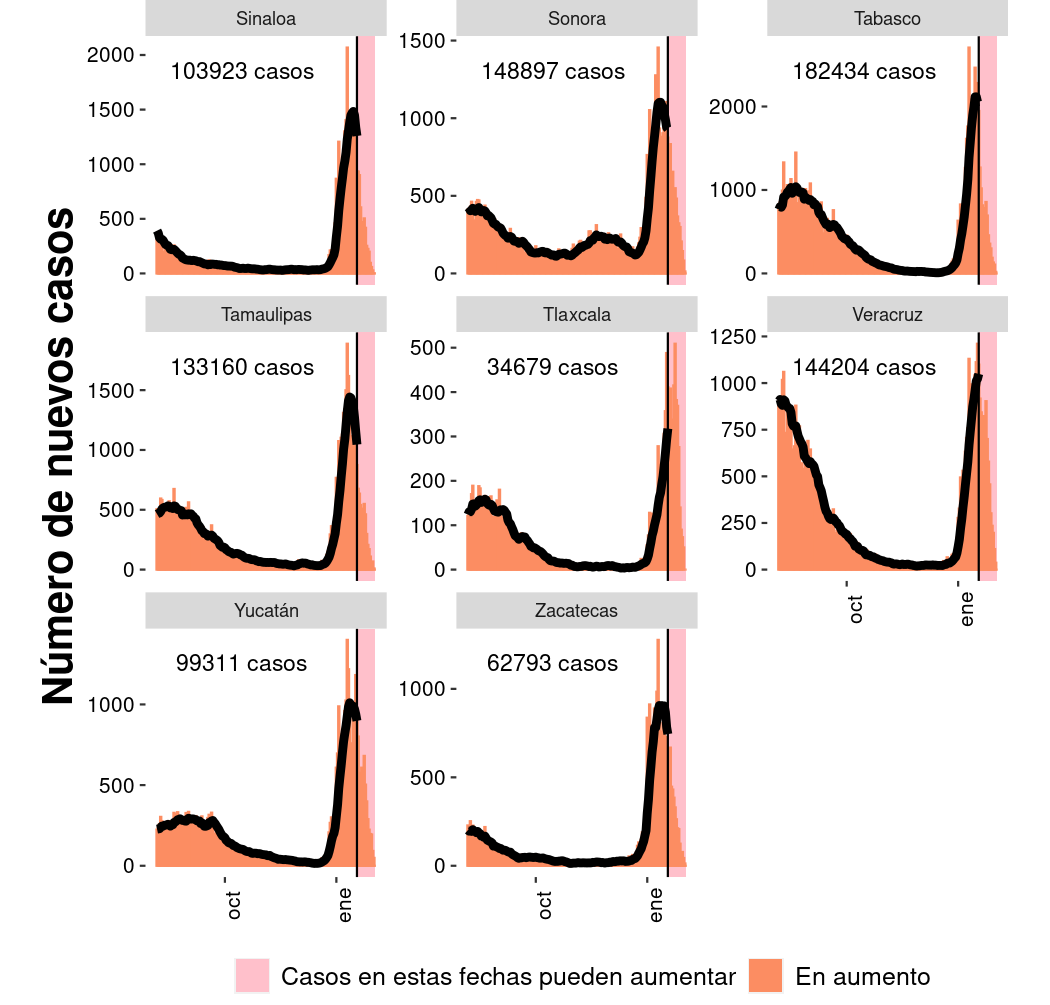 Número de nuevos casos
Sinaloa
Sonora
Tabasco
2000
1500
1000
500
0
103923 casos
1500
1000
500
0
148897 casos
2000
1000
0
182434 casos
Tamaulipas
Tlaxcala
Veracruz
1500
1000
500
0
133160 casos
500
400
300
200
100
0
34679 casos
1250
1000
750
500
250
0
144204 casos
oct
ene
Yucatán
Zacatecas
1000
500
0
99311 casos
1000
500
0
62793 casos
oct
ene
oct
ene
Casos en estas fechas pueden aumentar
En aumento